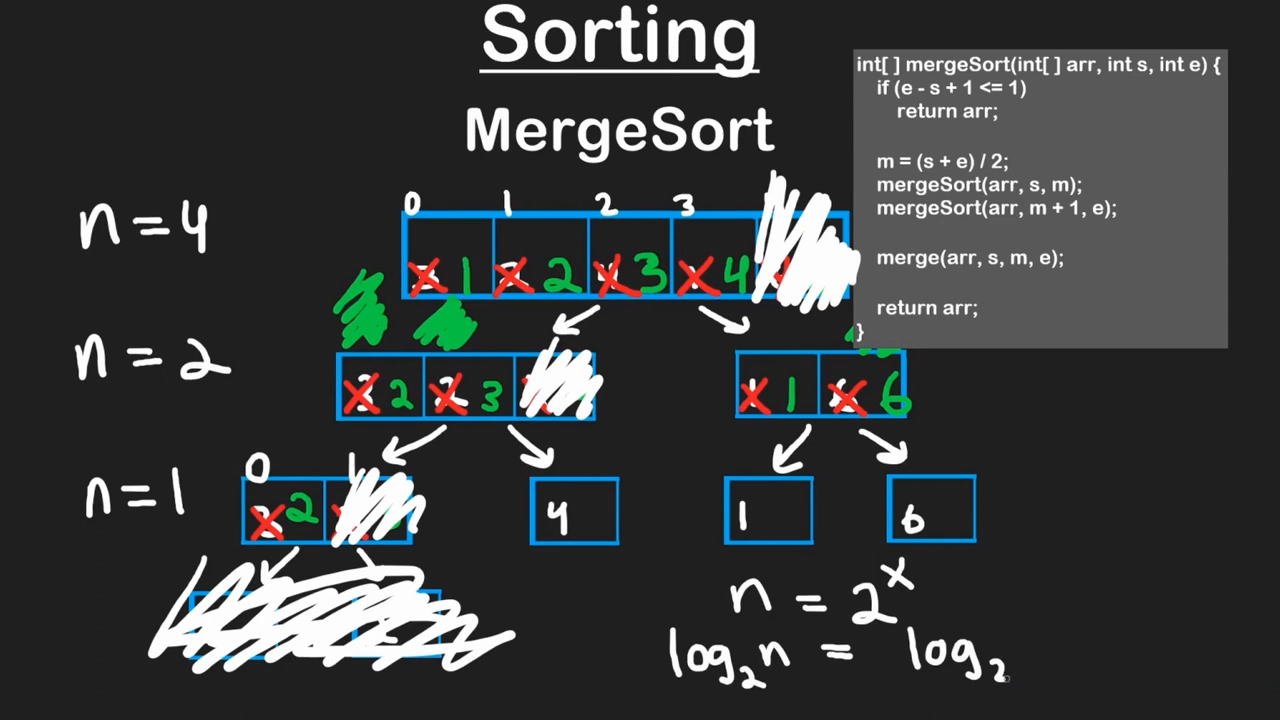 Sorting
MergeSort
int[ ] mergeSort(int[ ] arr, int s, int e) {
if (e - s + 1 <= 1)
return arr;
m = (s + e) / 2;
mergeSort(arr, s, m);
mergeSort(arr, m + 1, e);
merge(arr, s, m, e);
return arr;
}
n = 4
0 1 2 3
1 2 3 4
n = 2
2 3
1 6
n = 1
0 1
2
4
1
6
n = 2^x
log₂n = log₂